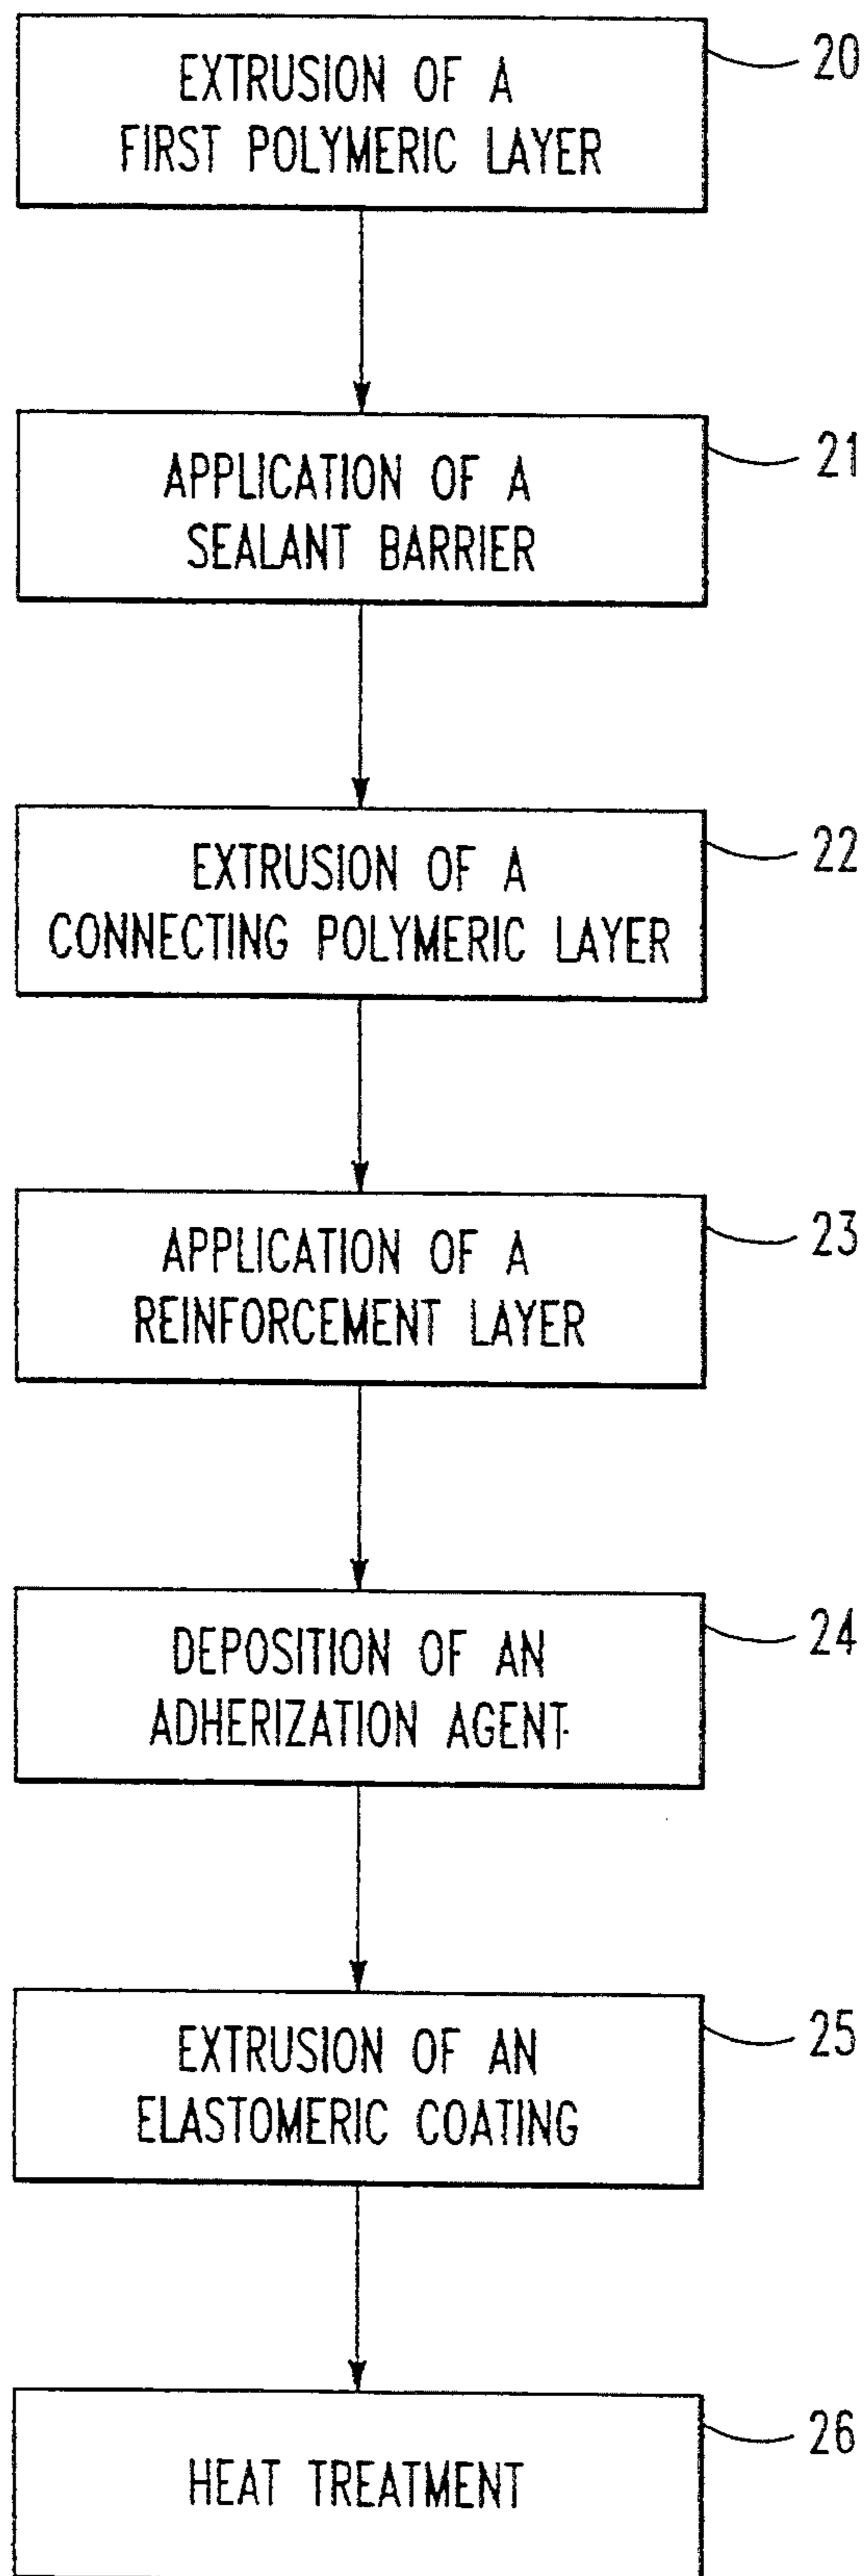 EXTRUSION OF A
FIRST POLYMERIC LAYER
20
APPLICATION OF A
SEALANT BARRIER
21
EXTRUSION OF A
CONNECTING POLYMERIC LAYER
22
APPLICATION OF A
REINFORCEMENT LAYER
23
DEPOSITION OF AN
ADHERIZATION AGENT
24
EXTRUSION OF AN
ELASTOMERIC COATING
25
HEAT TREATMENT
26